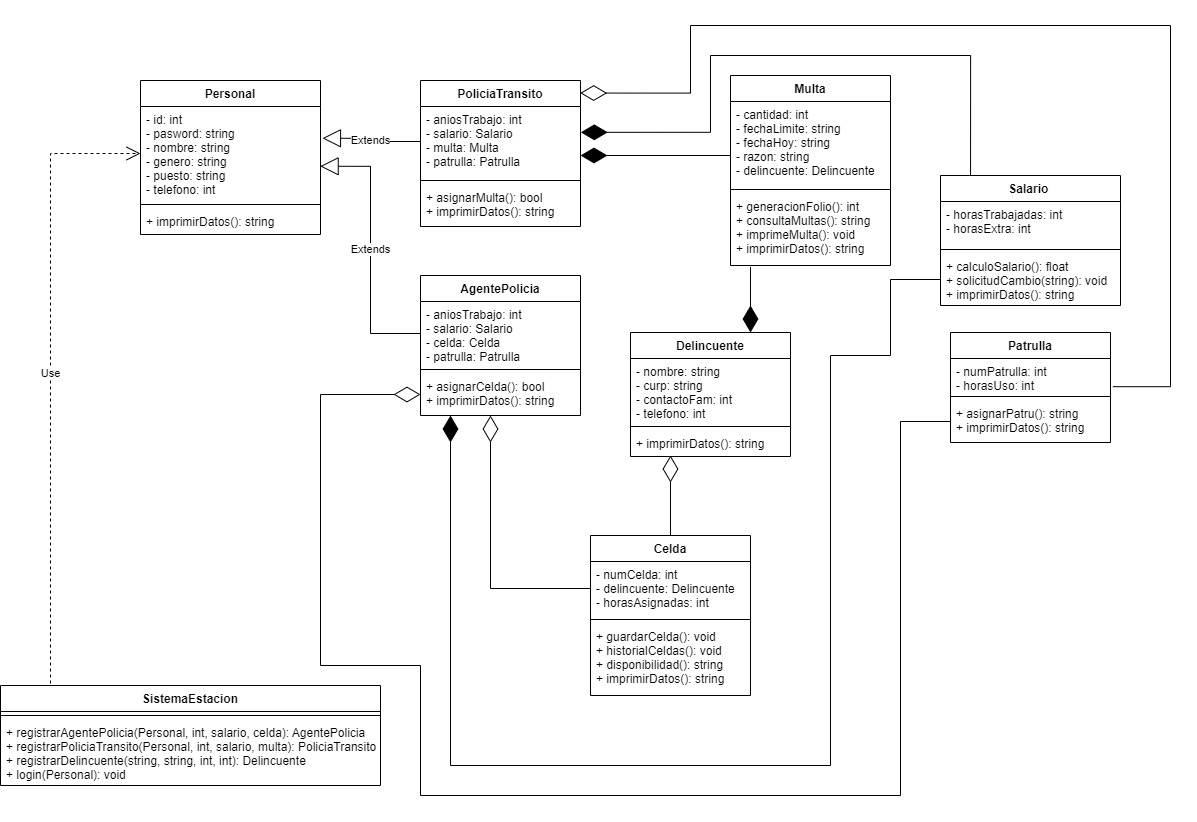 Personal
- id: int
- pasword: string
- nombre: string
- genero: string
- puesto: string
- telefono: int
+ imprimirDatos(): string
Extends
Extends
PoliciaTransito
- aniosTrabajo: int
- salario: Salario
- multa: Multa
- patrulla: Patrulla
+ asignarMulta(): bool
+ imprimirDatos(): string
Multa
- cantidad: int
- fechaLimite: string
- fechaHoy: string
- razon: string
- delincuente: Delincuente
+ generacionFolio(): int
+ consultaMultas(): string
+ imprimeMulta(): void
+ imprimirDatos(): string
Salario
- horasTrabajadas: int
- horasExtra: int
+ calculoSalario(): float
+ solicitudCambio(string): void
+ imprimirDatos(): string
AgentePolicia
- aniosTrabajo: int
- salario: Salario
- celda: Celda
- patrulla: Patrulla
+ asignarCelda(): bool
+ imprimirDatos(): string
Delincuente
- nombre: string
- curp: string
- contactoFam: int
- telefono: int
+ imprimirDatos(): string
Patrulla
- numPatrulla: int
- horasUso: int
+ asignarPatru(): string
+ imprimirDatos(): string
Use
Celda
- numCelda: int
- delincuente: Delincuente
- horasAsignadas: int
+ guardarCelda(): void
+ historialCeldas(): void
+ disponibilidad(): string
+ imprimirDatos(): string
SistemaEstacion
+ registrarAgentePolicia(Personal, int, salario, celda): AgentePolicia
+ registrarPoliciaTransito(Personal, int, salario, multa): PoliciaTransito
+ registrarDelincuente(string, string, int, int): Delincuente
+ login(Personal): void